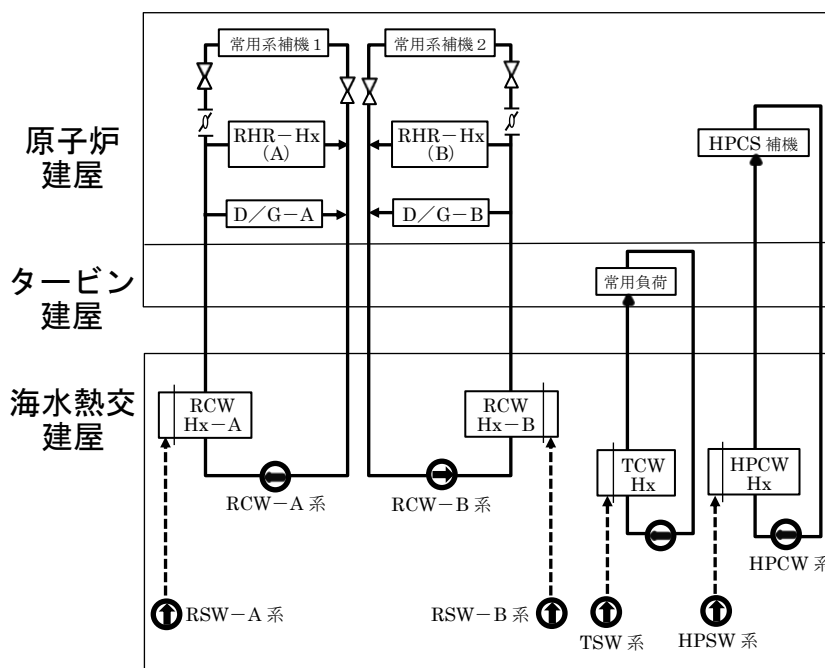 常用系補機1
常用系補機2
原子炉
建屋
RHR-Hx
(A)
RHR-Hx
(B)
HPCS 補機
D/G-A
D/G-B
タービン
建屋
常用負荷
海水熱交
建屋
RCW
Hx-A
RCW
Hx-B
TCW
Hx
HPCW
Hx
RCW-A 系
RCW-B 系
HPCW 系
RSW-A 系
RSW-B 系
TSW 系
HPSW 系